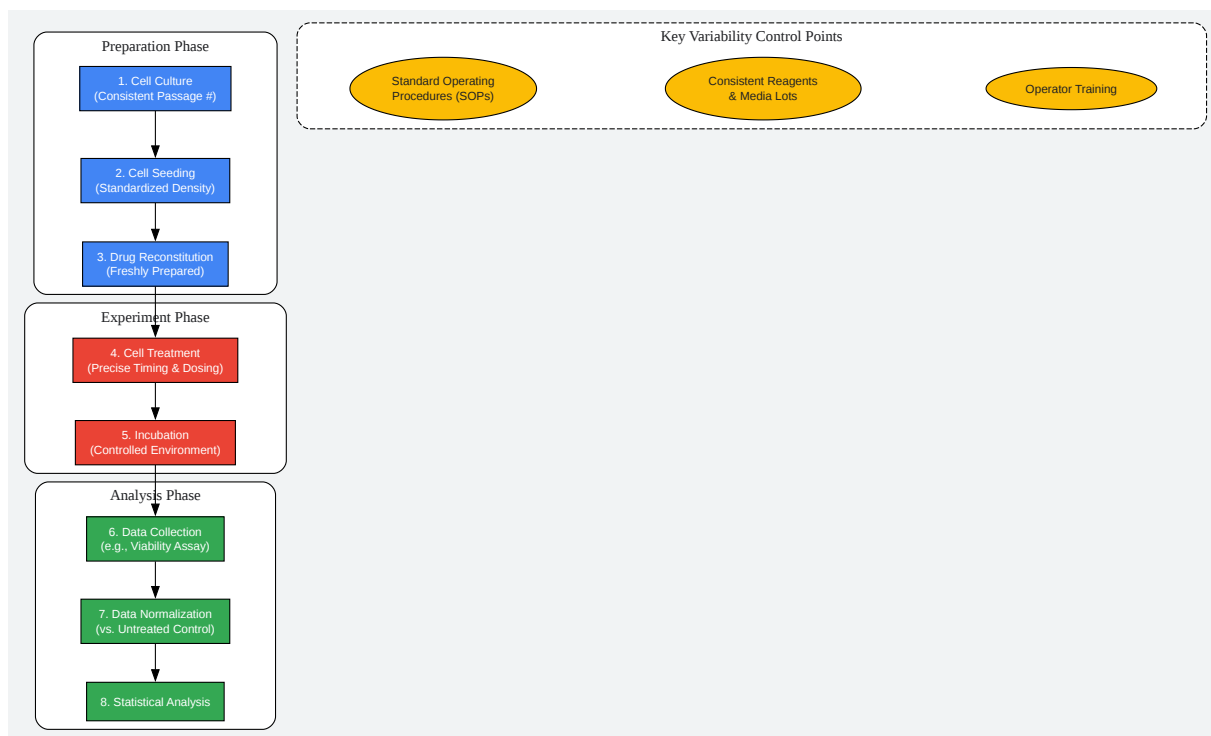 Preparation Phase
1. Cell Culture
(Consistent Passage #)
2. Cell Seeding
(Standardized Density)
3. Drug Reconstitution
(Freshly Prepared)
Experiment Phase
4. Cell Treatment
(Precise Timing & Dosing)
5. Incubation
(Controlled Environment)
Analysis Phase
6. Data Collection
(e.g., Viability Assay)
7. Data Normalization
(vs. Untreated Control)
8. Statistical Analysis
Key Variability Control Points
Standard Operating
Procedures (SOPs)
Consistent Reagents
& Media Lots
Operator Training